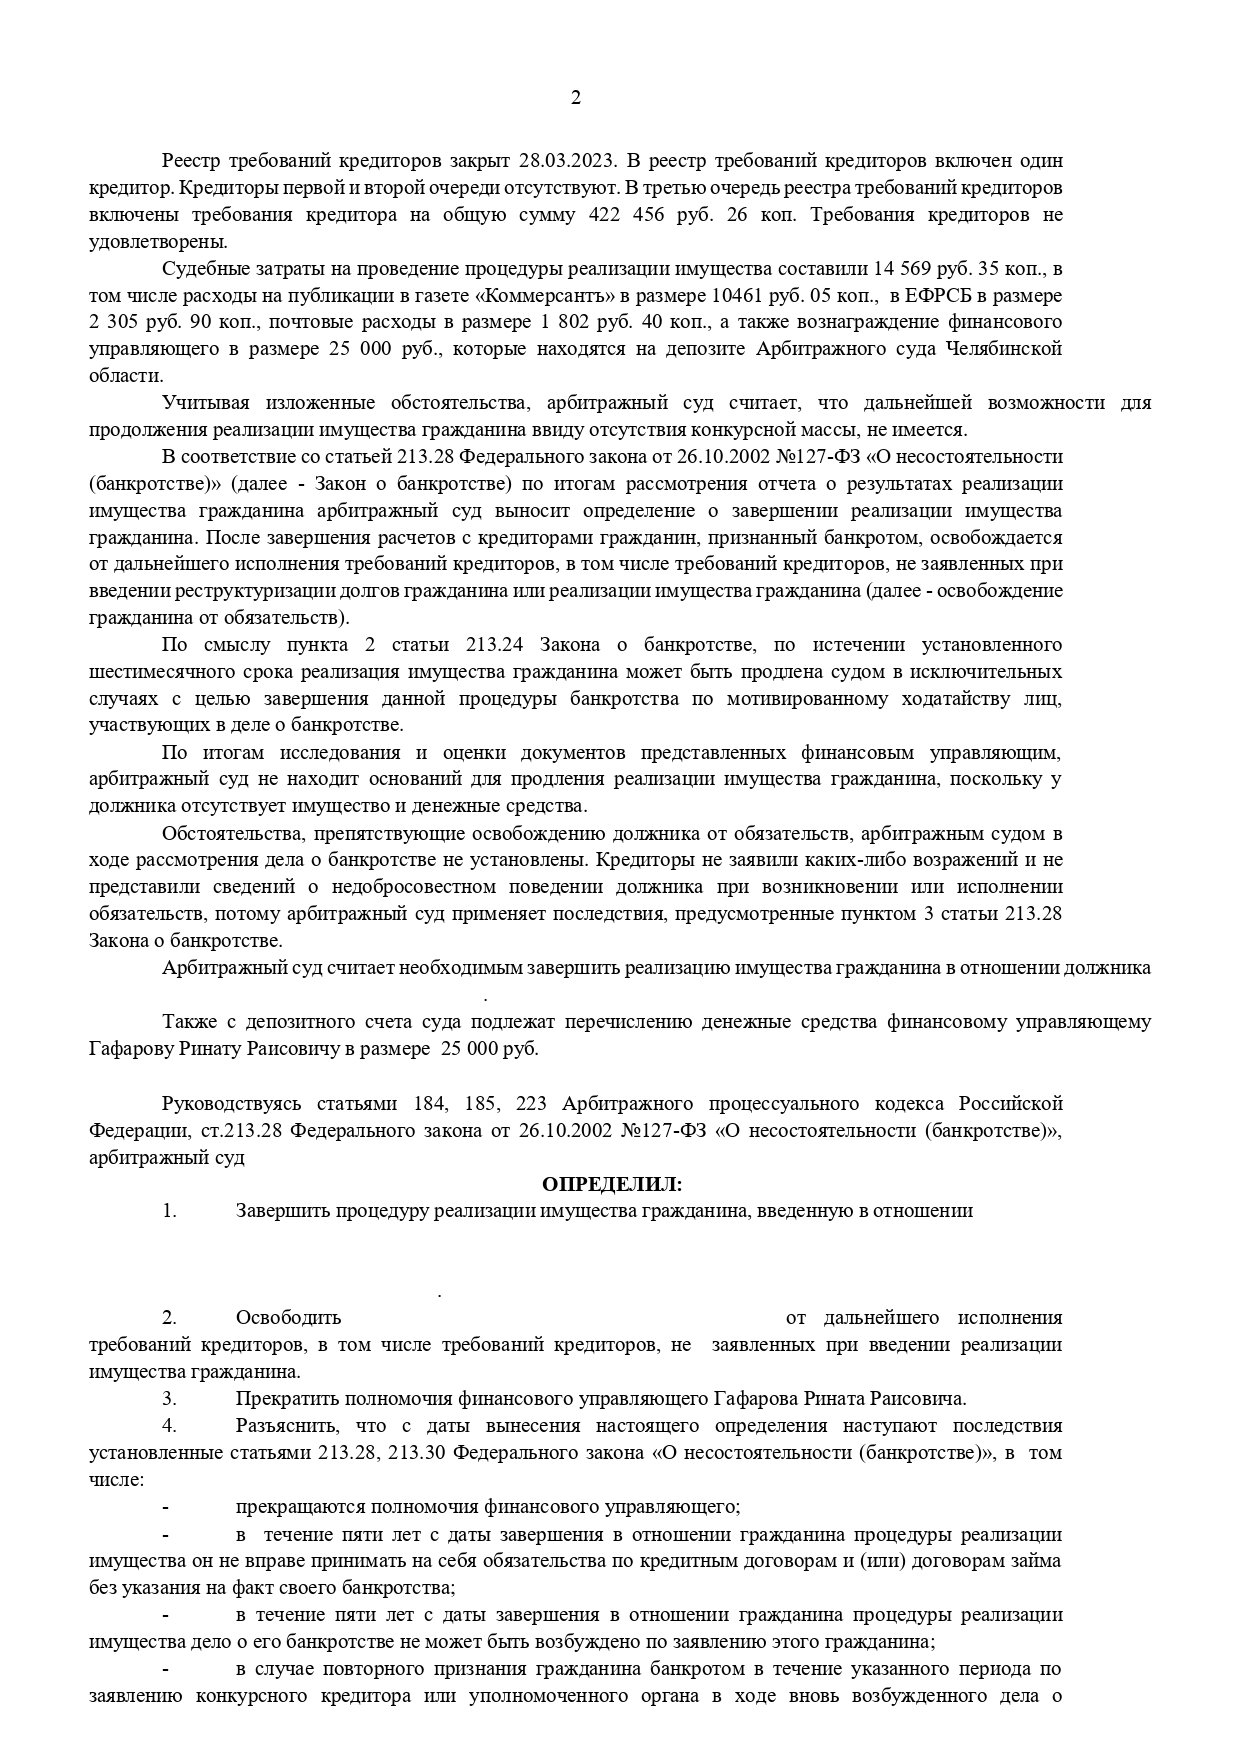 2
Реестр требований кредиторов закрыт 28.03.2023. В реестр требований кредиторов включен один
кредитор. Кредиторы первой и второй очереди отсутствуют. В третью очередь реестра требований кредиторов
включены требования кредитора на общую сумму 422 456 руб. 26 коп. Требования кредиторов не
удовлетворены.
Судебные затраты на проведение процедуры реализации имущества составили 14 569 руб. 35 коп., в
том числе расходы на публикации в газете «Коммерсантъ» в размере 10461 руб. 05 коп., в ЕФРСБ в размере
2 305 руб. 90 коп., почтовые расходы в размере 1 802 руб. 40 коп., а также вознаграждение финансового
управляющего в размере 25 000 руб., которые находятся на депозите Арбитражного суда Челябинской
области.
Учитывая изложенные обстоятельства, арбитражный суд считает, что дальнейшей возможности для
продолжения реализации имущества гражданина ввиду отсутствия конкурсной массы, не имеется.
В соответствие со статьей 213.28 Федерального закона от 26.10.2002 №127-ФЗ «О несостоятельности
(банкротстве)» (далее - Закон о банкротстве) по итогам рассмотрения отчета о результатах реализации
имущества гражданина арбитражный суд выносит определение о завершении реализации имущества
гражданина. После завершения расчетов с кредиторами гражданин, признанный банкротом, освобождается
от дальнейшего исполнения требований кредиторов, в том числе требований кредиторов, не заявленных при
введении реструктуризации долгов гражданина или реализации имущества гражданина (далее - освобождение
гражданина от обязательств).
По смыслу пункта 2 статьи 213.24 Закона о банкротстве, по истечении установленного
шестимесячного срока реализация имущества гражданина может быть продлена судом в исключительных
случаях с целью завершения данной процедуры банкротства по мотивированному ходатайству лиц,
участвующих в деле о банкротстве.
По итогам исследования и оценки документов представленных финансовым управляющим,
арбитражный суд не находит оснований для продления реализации имущества гражданина, поскольку у
должника отсутствует имущество и денежные средства.
Обстоятельства, препятствующие освобождению должника от обязательств, арбитражным судом в
ходе рассмотрения дела о банкротстве не установлены. Кредиторы не заявили каких-либо возражений и не
представили сведений о недобросовестном поведении должника при возникновении или исполнении
обязательств, потому арбитражный суд применяет последствия, предусмотренные пунктом 3 статьи 213.28
Закона о банкротстве.
Арбитражный суд считает необходимым завершить реализацию имущества гражданина в отношении должника
.
Также с депозитного счета суда подлежат перечислению денежные средства финансовому управляющему
Гафарову Ринату Раисовичу в размере 25 000 руб.
Руководствуясь статьями 184, 185, 223 Арбитражного процессуального кодекса Российской
Федерации, ст.213.28 Федерального закона от 26.10.2002 №127-ФЗ «О несостоятельности (банкротстве)»,
арбитражный суд
ОПРЕДЕЛИЛ:
1. Завершить процедуру реализации имущества гражданина, введенную в отношении
.
2. Освободить от дальнейшего исполнения
требований кредиторов, в том числе требований кредиторов, не заявленных при введении реализации
имущества гражданина.
3. Прекратить полномочия финансового управляющего Гафарова Рината Раисовича.
4. Разъяснить, что с даты вынесения настоящего определения наступают последствия
установленные статьями 213.28, 213.30 Федерального закона «О несостоятельности (банкротстве)», в том
числе:
- прекращаются полномочия финансового управляющего;
- в течение пяти лет с даты завершения в отношении гражданина процедуры реализации
имущества он не вправе принимать на себя обязательства по кредитным договорам и (или) договорам займа
без указания на факт своего банкротства;
- в течение пяти лет с даты завершения в отношении гражданина процедуры реализации
имущества дело о его банкротстве не может быть возбуждено по заявлению этого гражданина;
- в случае повторного признания гражданина банкротом в течение указанного периода по
заявлению конкурсного кредитора или уполномоченного органа в ходе вновь возбужденного дела о